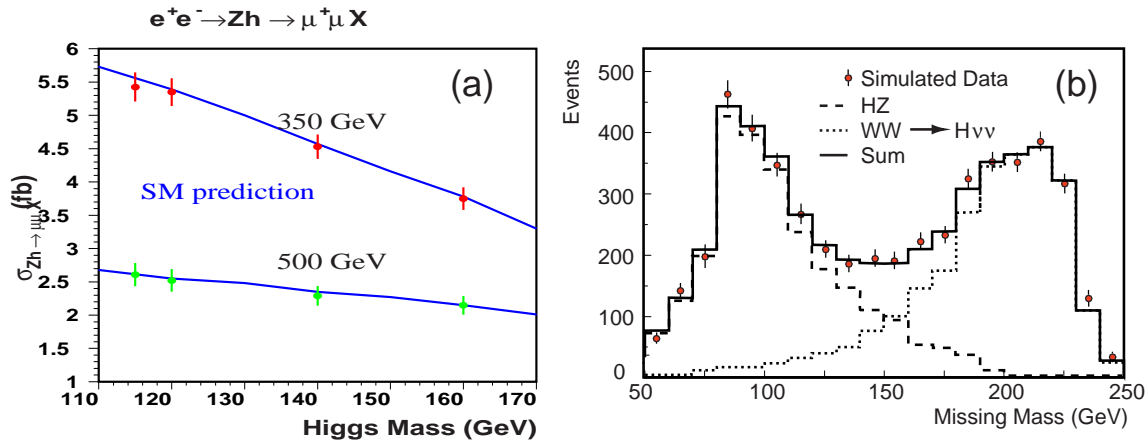 e⁺e⁻→Zh → μ⁺μ X
(a)
σZh→μμX (fb)
6
5.5
5
4.5
4
3.5
3
2.5
2
1.5
1
350 GeV
SM prediction
500 GeV
110 120 130 140 150 160 170
Higgs Mass (GeV)
(b)
Events
500
400
300
200
100
0
Simulated Data
HZ
WW → Hνν
Sum
50 100 150 200 250
Missing Mass (GeV)